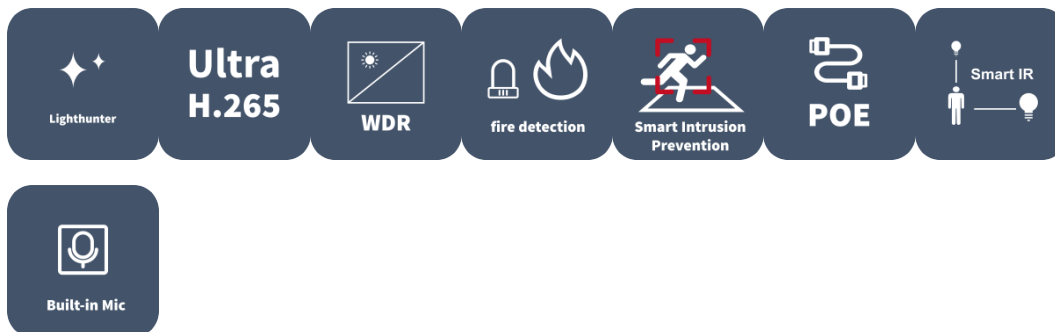 Lighthunter
Ultra
H.265
WDR
fire detection
Smart Intrusion
Prevention
POE
Smart IR
Built-in Mic